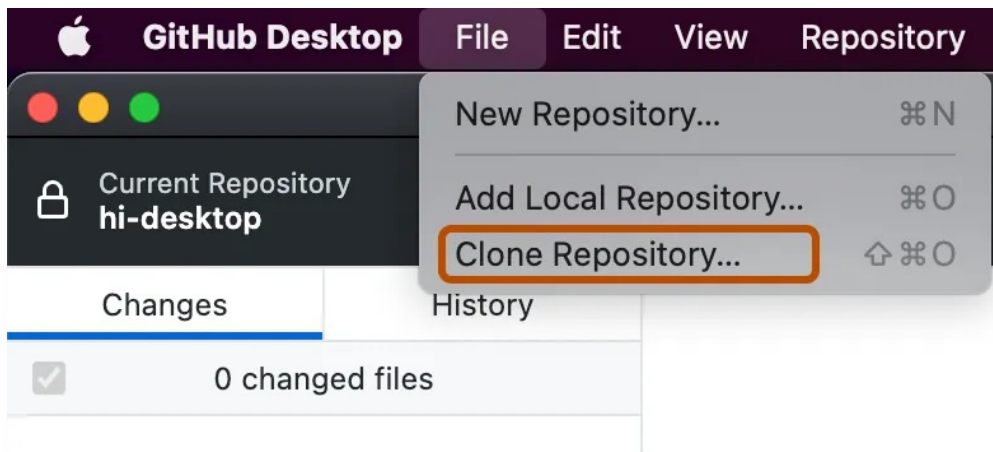 GitHub Desktop File Edit View Repository
New Repository... ⌘N
Current Repository
hi-desktop
Add Local Repository... ⌘O
Clone Repository... ⇧⌘O
Changes History
0 changed files